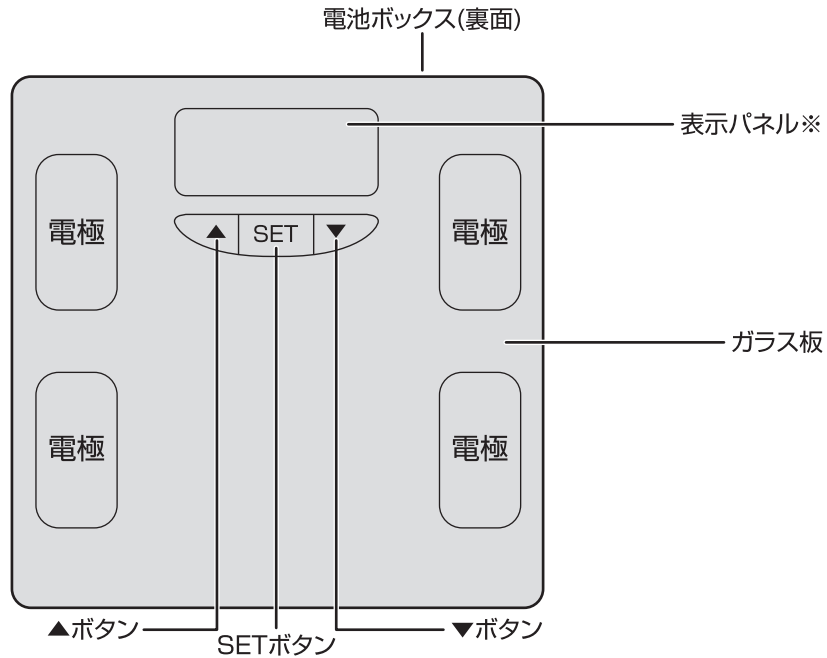 電池ボックス(裏面)
表示パネル※
電極
▲
SET
▼
電極
ガラス板
電極
電極
▲ボタン
SETボタン
▼ボタン